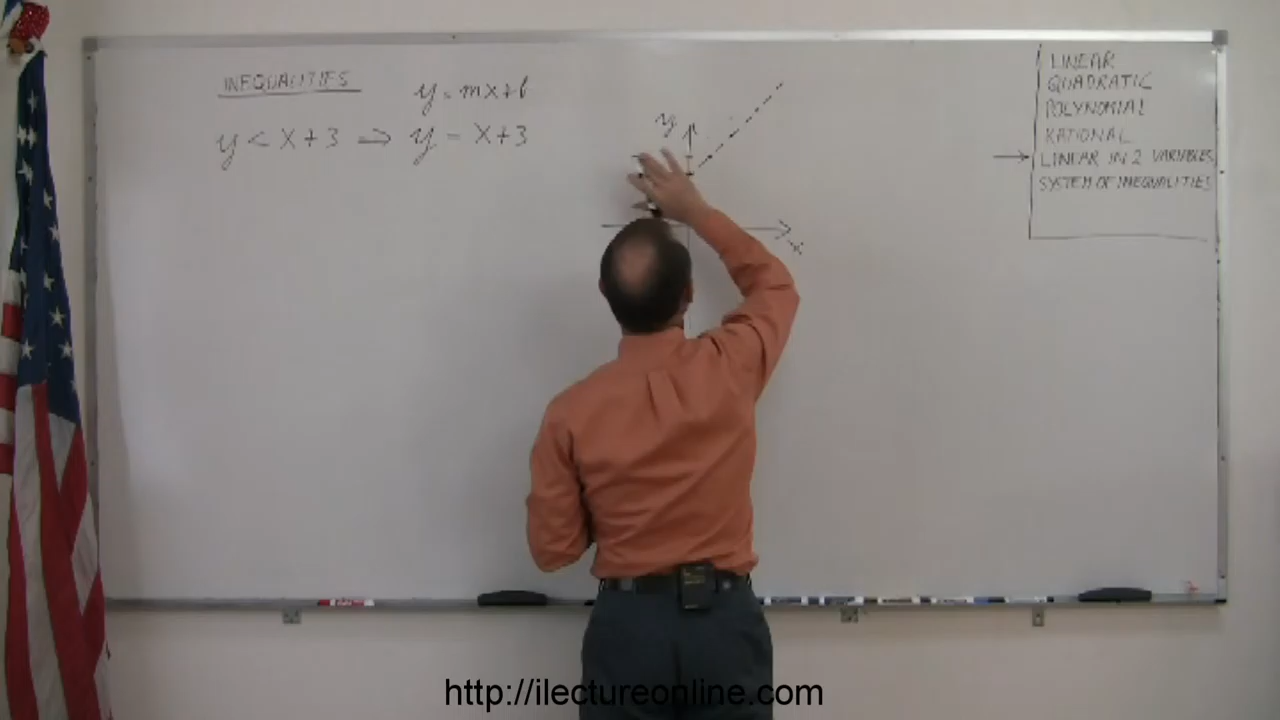 INEQUALITIES
y = mx+b
y < x+3 ⇒ y = x+3
y
x
LINEAR
QUADRATIC
POLYNOMIAL
RATIONAL
→ LINEAR IN 2 VARIABLES
SYSTEM OF INEQUALITIES
http://ilectureonline.com